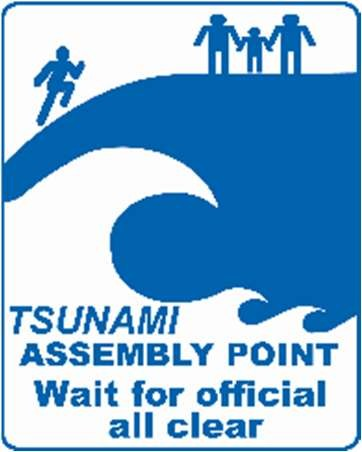 TSUNAMI
ASSEMBLY POINT
Wait for official
all clear